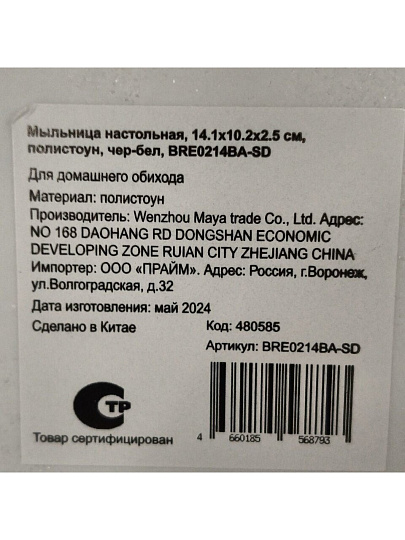 Мыльница настольная, 14.1х10.2х2.5 см,
полистоун, чер-бел, BRE0214BA-SD
Для домашнего обихода
Материал: полистоун
Производитель: Wenzhou Maya trade Co., Ltd. Адрес:
NO 168 DAOHANG RD DONGSHAN ECONOMIC
DEVELOPING ZONE RUIAN CITY ZHEJIANG CHINA
Импортер: ООО «ПРАЙМ». Адрес: Россия, г.Воронеж,
ул.Волгоградская, д.32
Дата изготовления: май 2024
Сделано в Китае Код: 480585
Артикул: BRE0214BA-SD
СТР
Товар сертифицирован
4 660185 568793